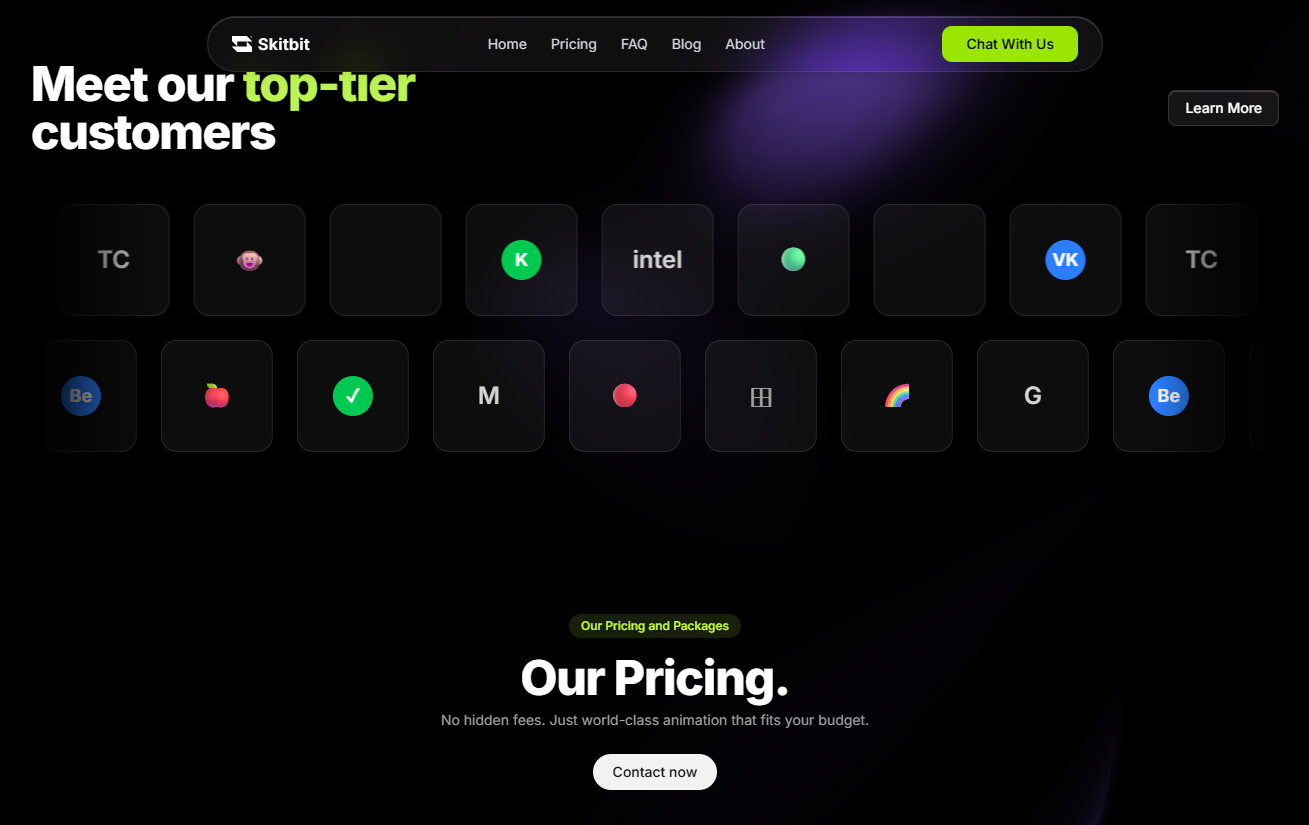 Skitbit
Home
Pricing
FAQ
Blog
About
Chat With Us
Meet our top-tier
customers
Learn More
TC
K
intel
VK
TC
Be
✓
M
G
Be
Our Pricing and Packages
Our Pricing.
No hidden fees. Just world-class animation that fits your budget.
Contact now